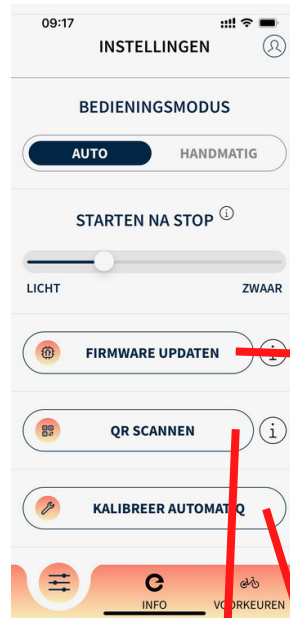 09:17
INSTELLINGEN
BEDIENINGSMODUS
AUTO HANDMATIG
STARTEN NA STOP i
LICHT ZWAAR
FIRMWARE UPDATEN i
QR SCANNEN i
KALIBREER AUTOMATIQ
INFO VOORKEUREN